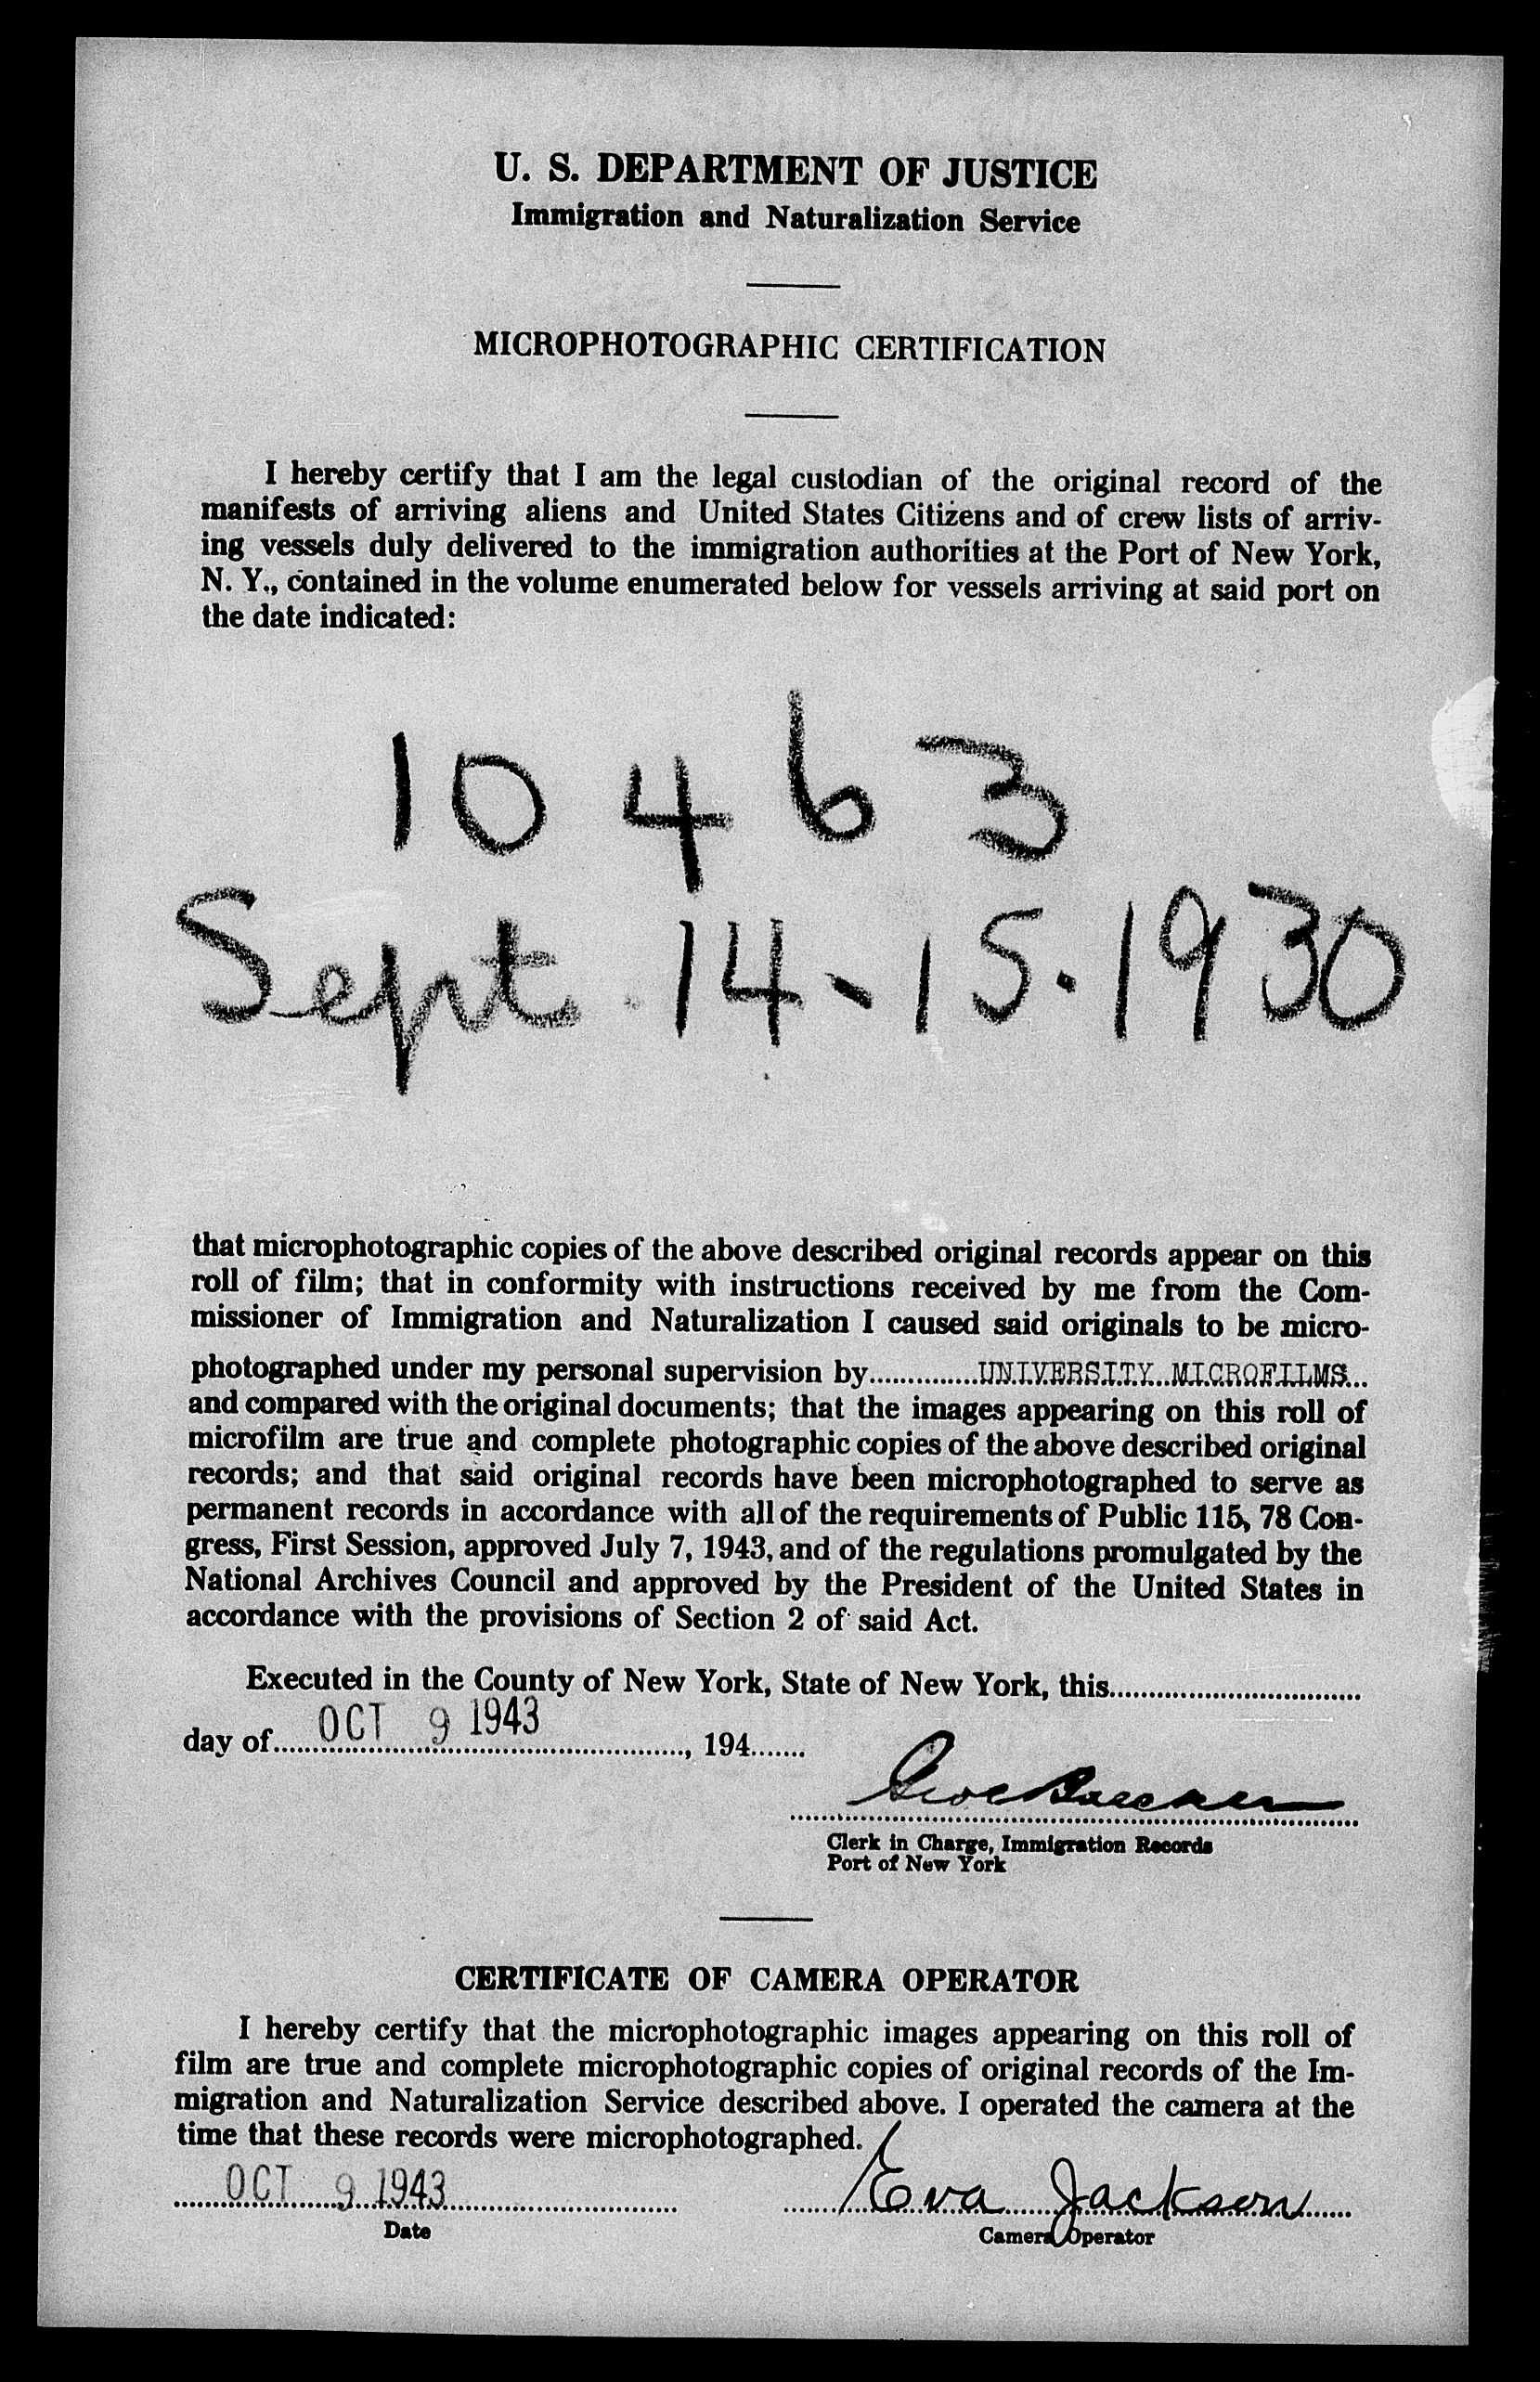 U. S. DEPARTMENT OF JUSTICE
Immigration and Naturalization Service
MICROPHOTOGRAPHIC CERTIFICATION
I hereby certify that I am the legal custodian of the original record of the
manifests of arriving aliens and United States Citizens and of crew lists of arriv-
ing vessels duly delivered to the immigration authorities at the Port of New York,
N. Y., contained in the volume enumerated below for vessels arriving at said port on
the date indicated:
10463
Sept. 14-15.1930
that microphotographic copies of the above described original records appear on this
roll of film; that in conformity with instructions received by me from the Com-
missioner of Immigration and Naturalization I caused said originals to be micro-
photographed under my personal supervision by..............UNIVERSITY MICROFILMS...
and compared with the original documents; that the images appearing on this roll of
microfilm are true and complete photographic copies of the above described original
records; and that said original records have been microphotographed to serve as
permanent records in accordance with all of the requirements of Public 115, 78 Con-
gress, First Session, approved July 7, 1943, and of the regulations promulgated by the
National Archives Council and approved by the President of the United States in
accordance with the provisions of Section 2 of said Act.
Executed in the County of New York, State of New York, this................................
day of.....OCT 9 1943....................., 194.......
Clerk in Charge, Immigration Records
Port of New York
CERTIFICATE OF CAMERA OPERATOR
I hereby certify that the microphotographic images appearing on this roll of
film are true and complete microphotographic copies of original records of the Im-
migration and Naturalization Service described above. I operated the camera at the
time that these records were microphotographed.
OCT 9 1943 Eva Jackson
Date Camera Operator